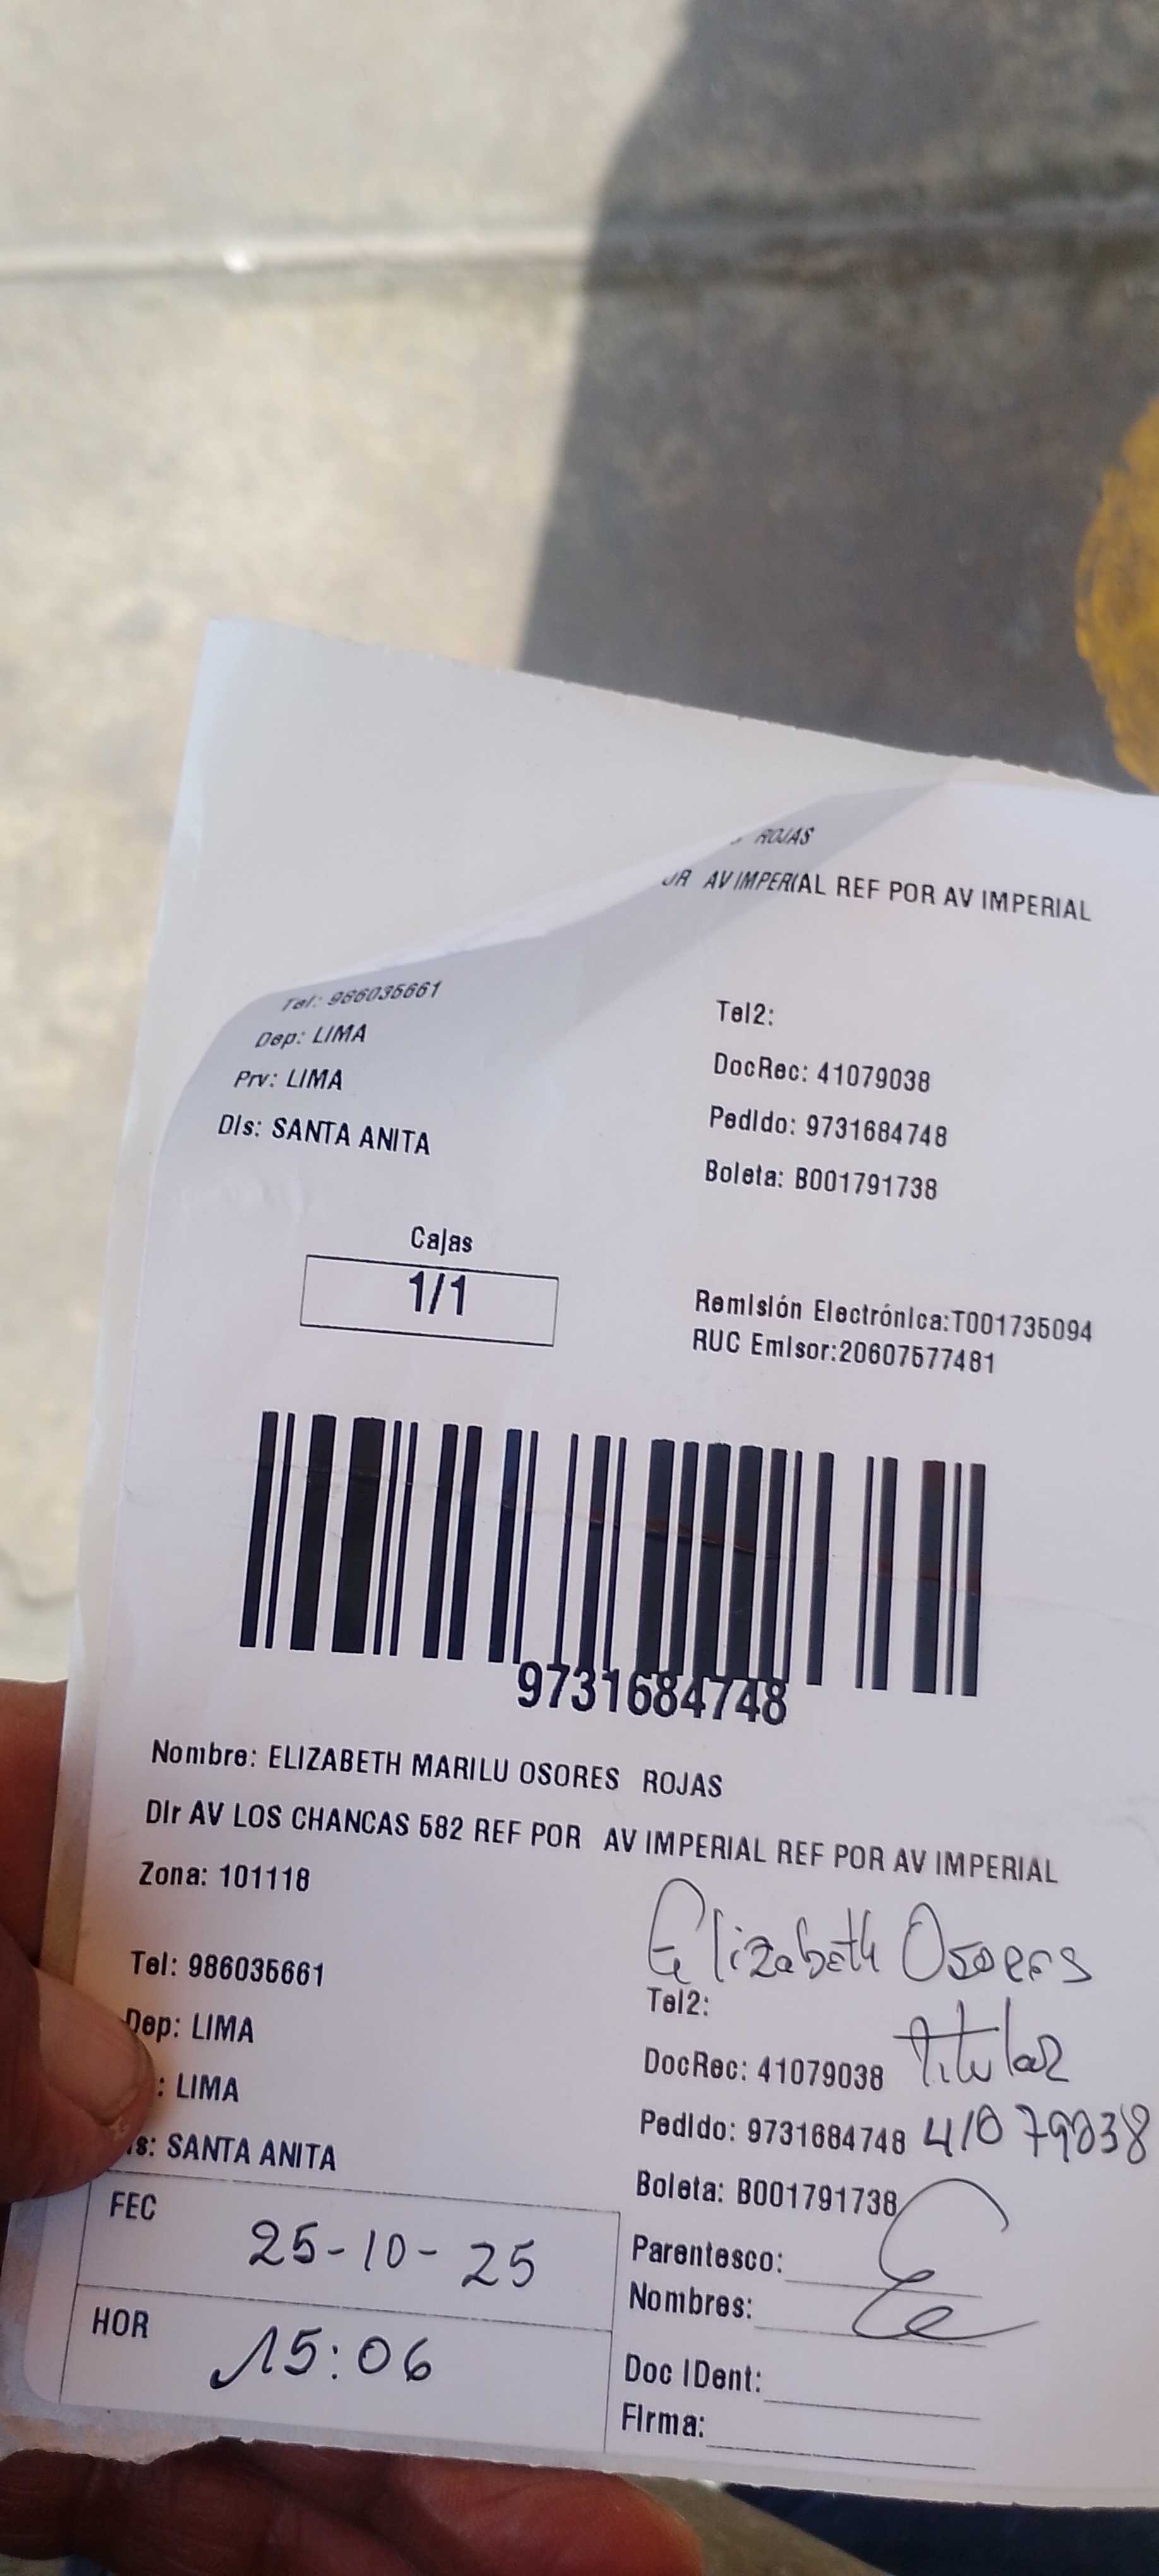 ROJAS
AV IMPERIAL REF POR AV IMPERIAL
Tel: 986035661
Dep: LIMA
Prv: LIMA
Dis: SANTA ANITA
Tel2:
DocRec: 41079038
Pedido: 9731684748
Boleta: B001791738
Cajas
1/1
Remisión Electrónica:T001735094
RUC Emisor:20607577481
9731684748
Nombre: ELIZABETH MARILU OSORES ROJAS
Dir AV LOS CHANCAS 582 REF POR AV IMPERIAL REF POR AV IMPERIAL
Zona: 101118
Tel: 986035661
Dep: LIMA
: LIMA
is: SANTA ANITA
Elizabeth Osores
Tel2:
titular
DocRec: 41079038
Pedido: 9731684748 41079038
Boleta: B001791738
FEC 25-10-25
HOR 15:06
Parentesco:
Nombres:
Doc IDent:
Firma: